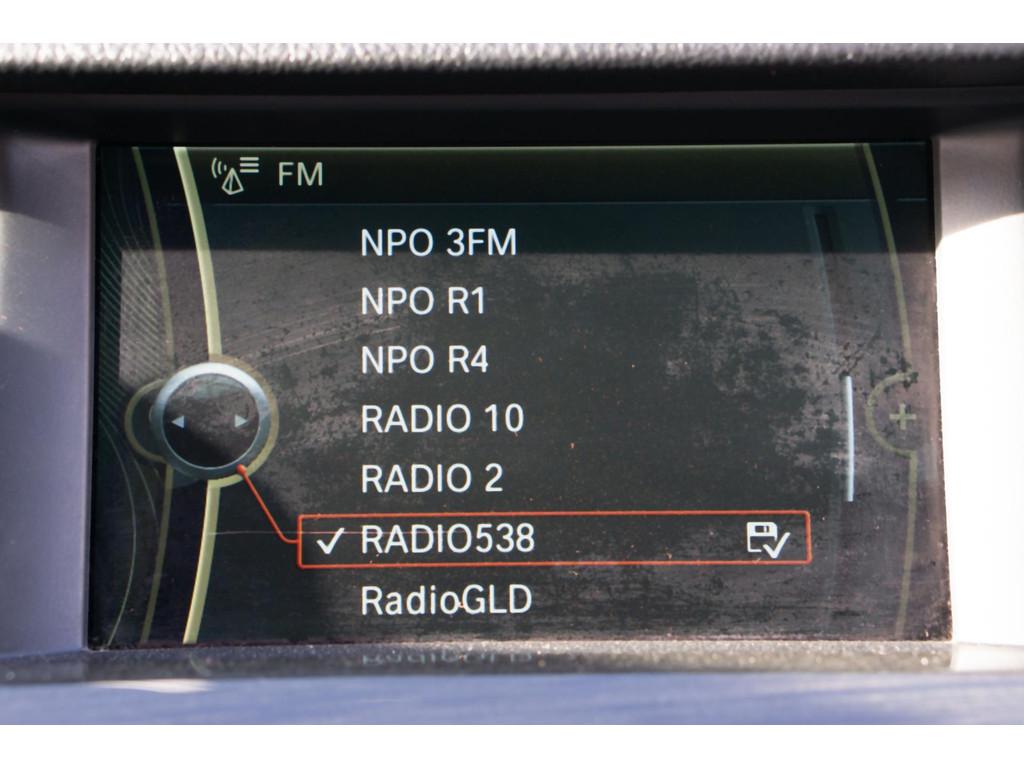 FM
NPO 3FM
NPO R1
NPO R4
RADIO 10
RADIO 2
RADIO538
RadioGLD